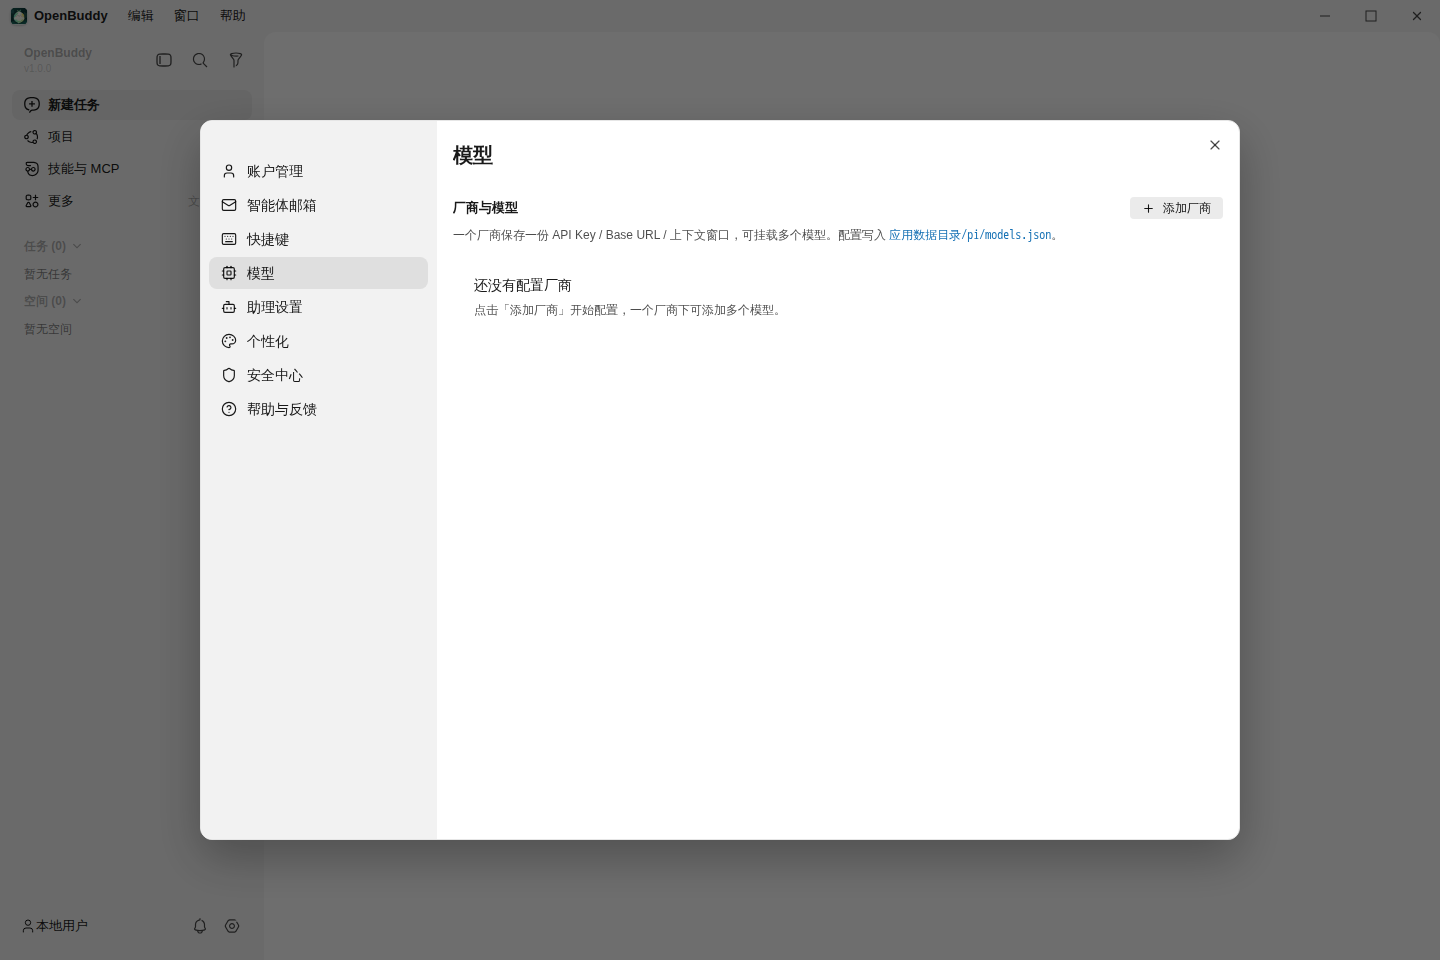 OpenBuddy 编辑 窗口 帮助
OpenBuddy
v1.0.0
新建任务
项目
技能与 MCP
更多
任务 (0)
暂无任务
空间 (0)
暂无空间
本地用户
账户管理
智能体邮箱
快捷键
模型
助理设置
个性化
安全中心
帮助与反馈
模型
厂商与模型
添加厂商
一个厂商保存一份 API Key / Base URL / 上下文窗口，可挂载多个模型。配置写入 应用数据目录/pi/models.json。
还没有配置厂商
点击「添加厂商」开始配置，一个厂商下可添加多个模型。